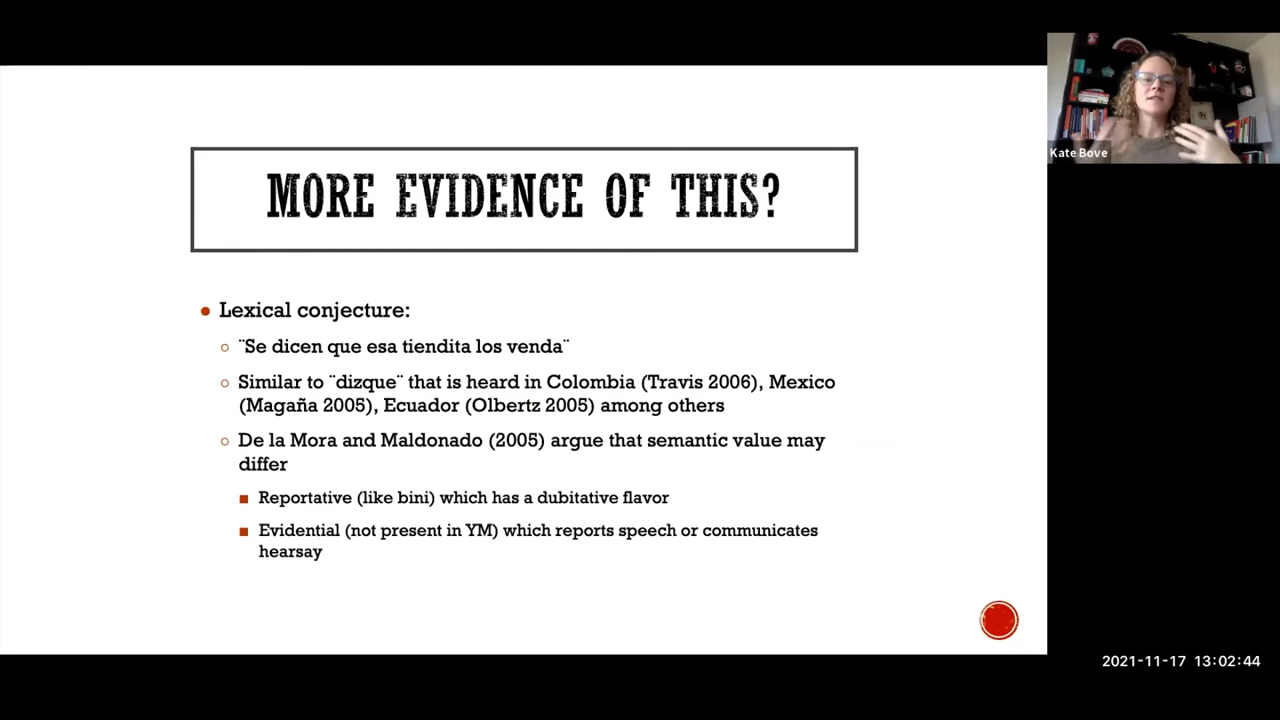 MORE EVIDENCE OF THIS?
Kate Bove
Lexical conjecture:
¨Se dicen que esa tiendita los venda¨
Similar to ¨dizque¨ that is heard in Colombia (Travis 2006), Mexico
(Magaña 2005), Ecuador (Olbertz 2005) among others
De la Mora and Maldonado (2005) argue that semantic value may
differ
Reportative (like bini) which has a dubitative flavor
Evidential (not present in YM) which reports speech or communicates
hearsay
2021-11-17 13:02:44